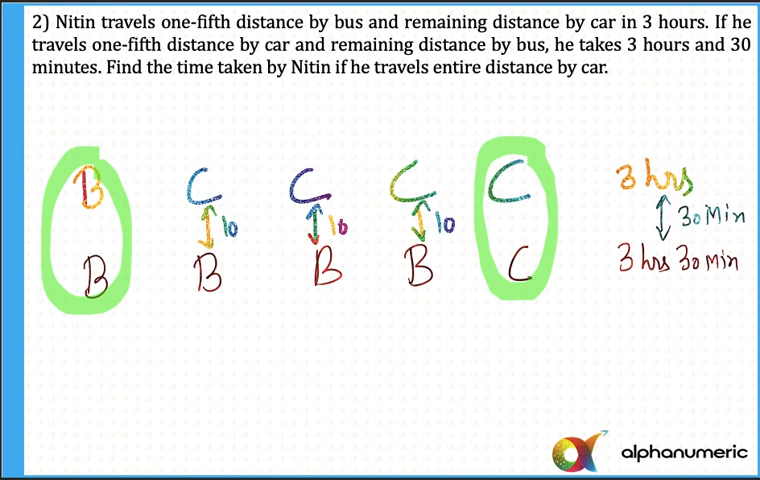 2) Nitin travels one-fifth distance by bus and remaining distance by car in 3 hours. If he
travels one-fifth distance by car and remaining distance by bus, he takes 3 hours and 30
minutes. Find the time taken by Nitin if he travels entire distance by car.
B C C C C 3 hrs
10 10 10 30 Min
B B B B C 3 hrs 30 min
alphanumeric